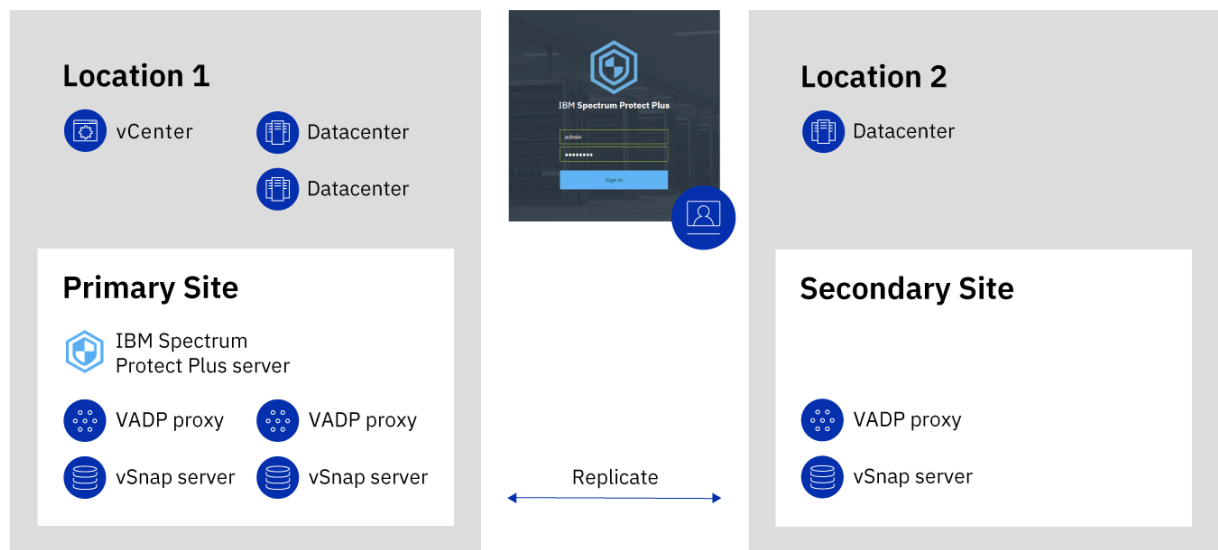 Location 1
vCenter
Datacenter
Datacenter
Primary Site
IBM Spectrum
Protect Plus server
VADP proxy
VADP proxy
vSnap server
vSnap server
IBM Spectrum Protect Plus
admin
••••••••
Sign in
Replicate
Location 2
Datacenter
Secondary Site
VADP proxy
vSnap server